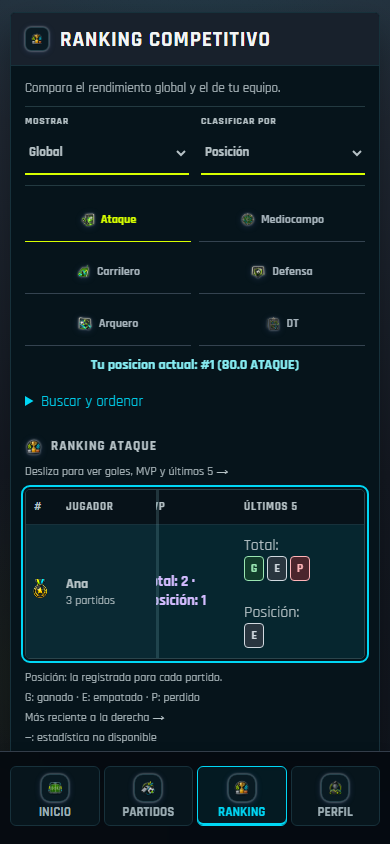 RANKING COMPETITIVO
Compara el rendimiento global y el de tu equipo.
MOSTRAR
CLASIFICAR POR
Global
Posición
Ataque
Mediocampo
Carrilero
Defensa
Arquero
DT
Tu posicion actual: #1 (80.0 ATAQUE)
Buscar y ordenar
RANKING ATAQUE
Desliza para ver goles, MVP y últimos 5 →
# JUGADOR VP ÚLTIMOS 5
Ana
3 partidos
otal: 2 ·
osición: 1
Total:
G E P
Posición:
E
Posición: la registrada para cada partido.
G: ganado · E: empatado · P: perdido
Más reciente a la derecha →
—: estadística no disponible
INICIO
PARTIDOS
RANKING
PERFIL